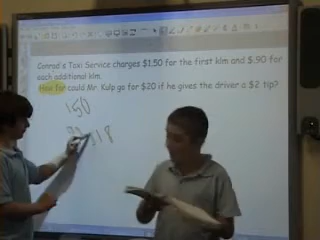 Conrad's Taxi Service charges $1.50 for the first klm and $.90 for
each additional klm.
How far could Mr. Kulp go for $20 if he gives the driver a $2 tip?
150
18